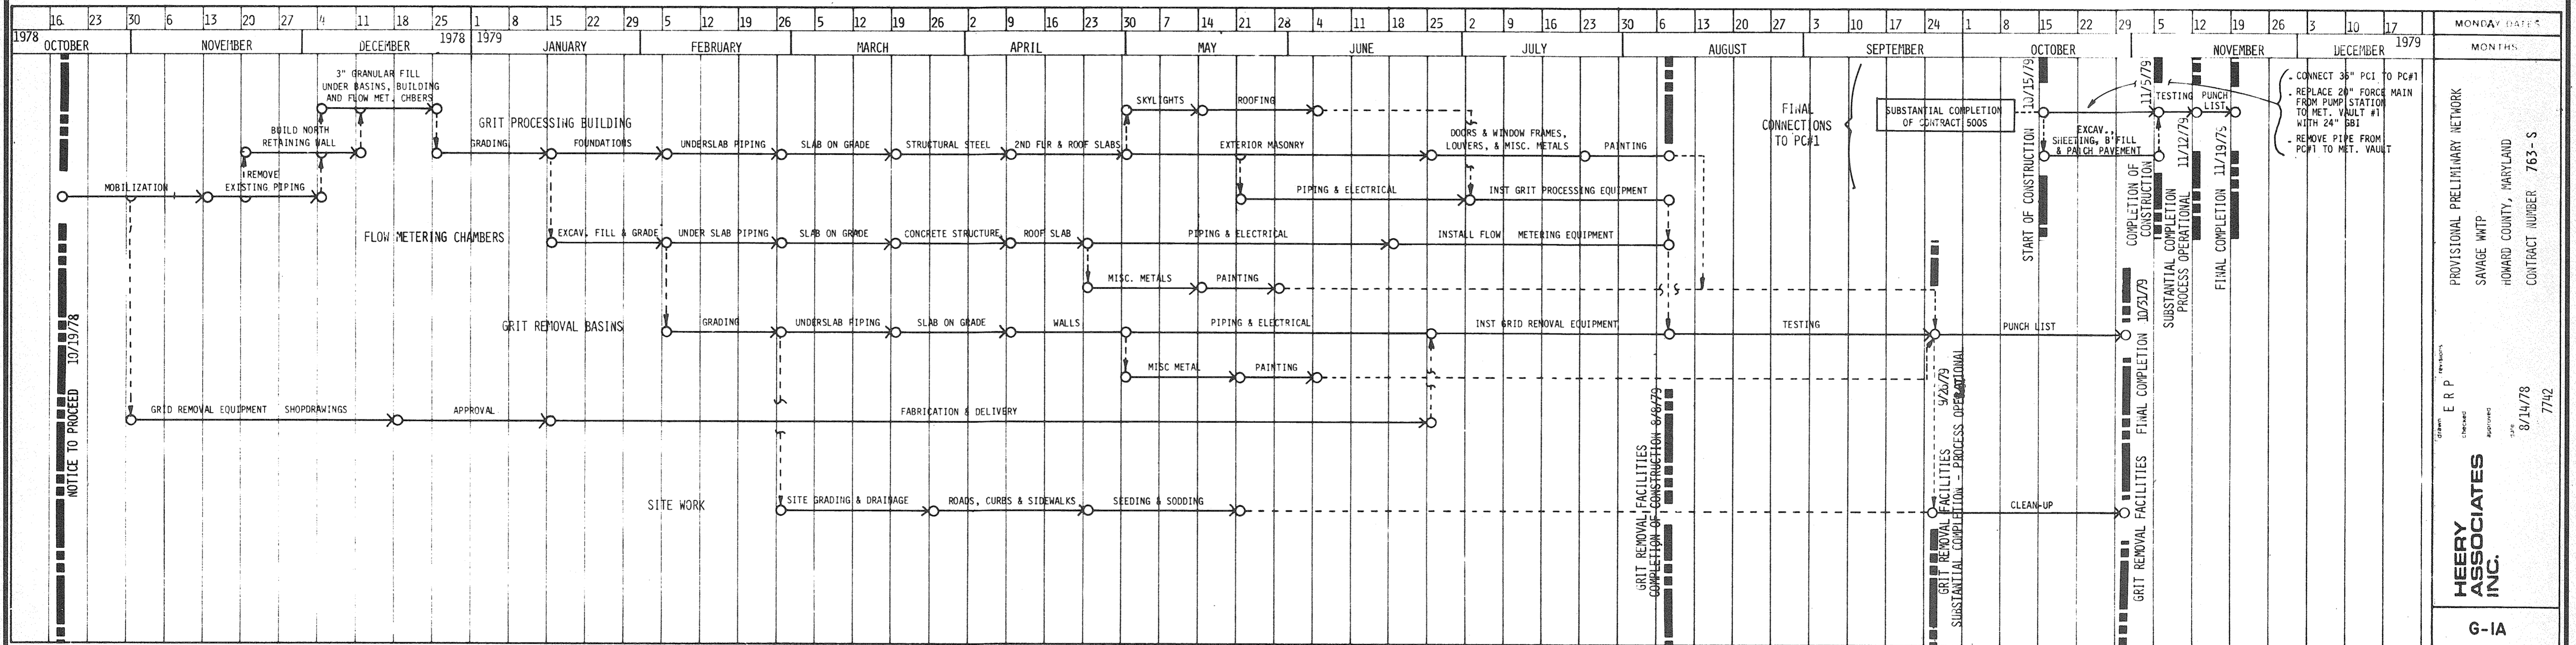 16 23 30 6 13 20 27 4 11 18 25 1 8 15 22 29 5 12 19 26 5 12 19 26 2 9 16 23 30 7 14 21 28 4 11 18 25 2 9 16 23 30 6 13 20 27 3 10 17 24 1 8 15 22 29 5 12 19 26 3 10 17
MONDAY DATES
1978 1978 1979 1979
OCTOBER NOVEMBER DECEMBER JANUARY FEBRUARY MARCH APRIL MAY JUNE JULY AUGUST SEPTEMBER OCTOBER NOVEMBER DECEMBER
MONTHS
3" GRANULAR FILL
UNDER BASINS, BUILDING
AND FLOW MET. CHBERS
BUILD NORTH
RETAINING WALL
REMOVE
EXISTING PIPING
MOBILIZATION
NOTICE TO PROCEED 10/19/78
GRIT PROCESSING BUILDING
GRADING
FOUNDATIONS
UNDERSLAB PIPING
SLAB ON GRADE
STRUCTURAL STEEL
2ND FLR & ROOF SLABS
SKYLIGHTS
ROOFING
EXTERIOR MASONRY
DOORS & WINDOW FRAMES,
LOUVERS, & MISC. METALS
PAINTING
PIPING & ELECTRICAL
INST GRIT PROCESSING EQUIPMENT
FLOW METERING CHAMBERS
EXCAV. FILL & GRADE
UNDER SLAB PIPING
SLAB ON GRADE
CONCRETE STRUCTURE
ROOF SLAB
PIPING & ELECTRICAL
INSTALL FLOW METERING EQUIPMENT
MISC. METALS
PAINTING
GRIT REMOVAL BASINS
GRADING
UNDERSLAB PIPING
SLAB ON GRADE
WALLS
PIPING & ELECTRICAL
INST GRID REMOVAL EQUIPMENT
TESTING
PUNCH LIST
MISC METAL
PAINTING
GRID REMOVAL EQUIPMENT SHOPDRAWINGS
APPROVAL
FABRICATION & DELIVERY
SITE WORK
SITE GRADING & DRAINAGE
ROADS, CURBS & SIDEWALKS
SEEDING & SODDING
CLEAN-UP
FINAL
CONNECTIONS
TO PC#1
SUBSTANTIAL COMPLETION
OF CONTRACT 500S
EXCAV.,
SHEETING, B'FILL
& PATCH PAVEMENT
TESTING
PUNCH
LIST
- CONNECT 36" PCI TO PC#1
- REPLACE 20" FORCE MAIN
FROM PUMP STATION
TO MET. VAULT #1
WITH 24" GBI
- REMOVE PIPE FROM
PC#1 TO MET. VAULT
GRIT REMOVAL FACILITIES
COMPLETION OF CONSTRUCTION 8/8/79
GRIT REMOVAL FACILITIES 9/26/79
SUBSTANTIAL COMPLETION - PROCESS OPERATIONAL
START OF CONSTRUCTION 10/15/79
GRIT REMOVAL FACILITIES FINAL COMPLETION 10/31/79
COMPLETION OF
CONSTRUCTION 11/5/79
SUBSTANTIAL COMPLETION
PROCESS OPERATIONAL 11/12/79
FINAL COMPLETION 11/19/79
PROVISIONAL PRELIMINARY NETWORK
SAVAGE WWTP
HOWARD COUNTY, MARYLAND
CONTRACT NUMBER 763-S
revisions
drawn E R P
checked
approved
date 8/14/78
7742
HEERY
ASSOCIATES
INC.
G-1A